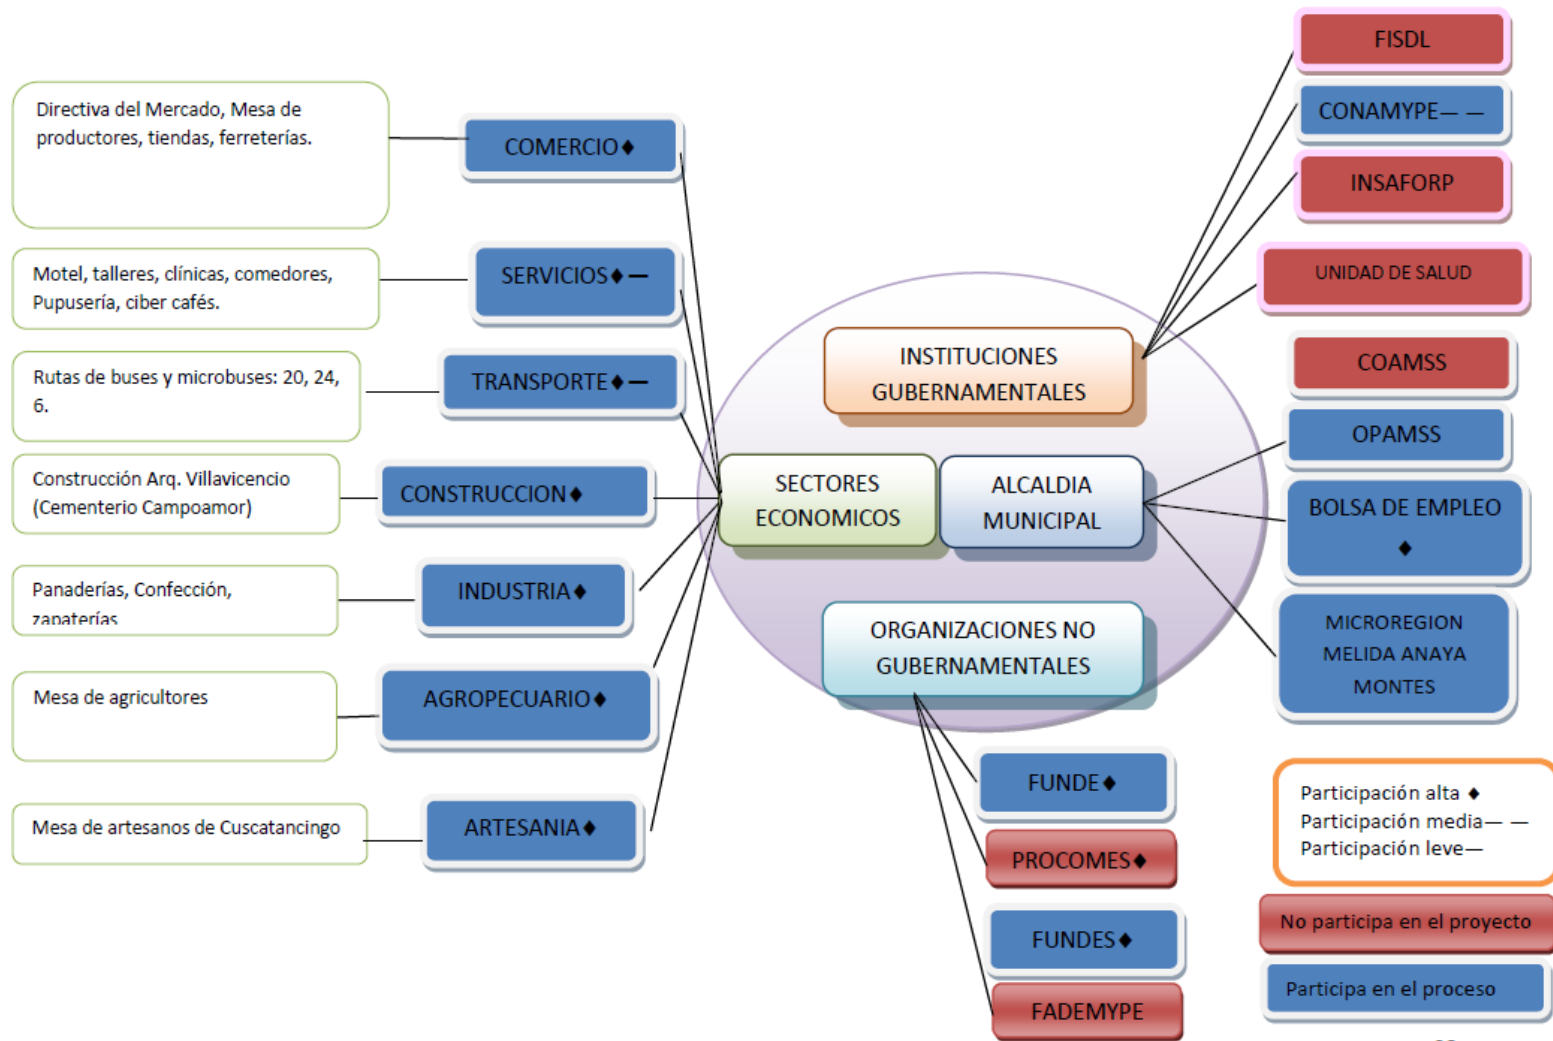 Directiva del Mercado, Mesa de
productores, tiendas, ferreterías.
COMERCIO♦
Motel, talleres, clínicas, comedores,
Pupusería, ciber cafés.
SERVICIOS♦—
Rutas de buses y microbuses: 20, 24,
6.
TRANSPORTE♦—
Construcción Arq. Villavicencio
(Cementerio Campoamor)
CONSTRUCCION♦
Panaderías, Confección,
zapaterías
INDUSTRIA♦
Mesa de agricultores
AGROPECUARIO♦
Mesa de artesanos de Cuscatancingo
ARTESANIA♦
INSTITUCIONES
GUBERNAMENTALES
SECTORES
ECONOMICOS
ALCALDIA
MUNICIPAL
ORGANIZACIONES NO
GUBERNAMENTALES
FISDL
CONAMYPE— —
INSAFORP
UNIDAD DE SALUD
COAMSS
OPAMSS
BOLSA DE EMPLEO
♦
MICROREGION
MELIDA ANAYA
MONTES
FUNDE♦
PROCOMES♦
FUNDES♦
FADEMYPE
Participación alta ♦
Participación media— —
Participación leve—
No participa en el proyecto
Participa en el proceso